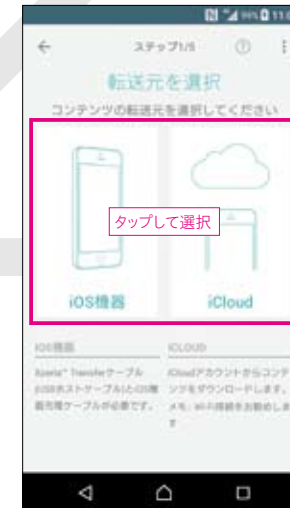 99% 11:0
ステップ1/5
転送元を選択
コンテンツの転送元を選択してください
タップして選択
iOS機器
iCloud
iOS機器
Xperia™ Transferケーブル
(USBホストケーブル)とiOS機
器充電ケーブルが必要です。
ICLOUD
iCloudアカウントからコンテ
ンツをダウンロードします。
メモ: Wi-Fi接続をお勧めしま
す